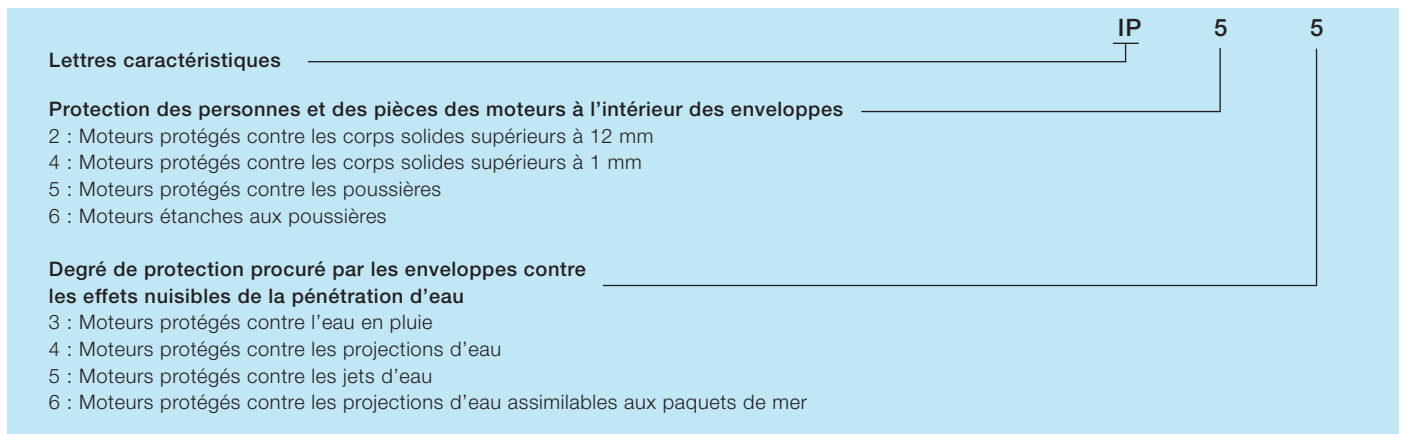 IP 5 5
Lettres caractéristiques
Protection des personnes et des pièces des moteurs à l’intérieur des enveloppes
2 : Moteurs protégés contre les corps solides supérieurs à 12 mm
4 : Moteurs protégés contre les corps solides supérieurs à 1 mm
5 : Moteurs protégés contre les poussières
6 : Moteurs étanches aux poussières
Degré de protection procuré par les enveloppes contre
les effets nuisibles de la pénétration d’eau
3 : Moteurs protégés contre l’eau en pluie
4 : Moteurs protégés contre les projections d’eau
5 : Moteurs protégés contre les jets d’eau
6 : Moteurs protégés contre les projections d’eau assimilables aux paquets de mer